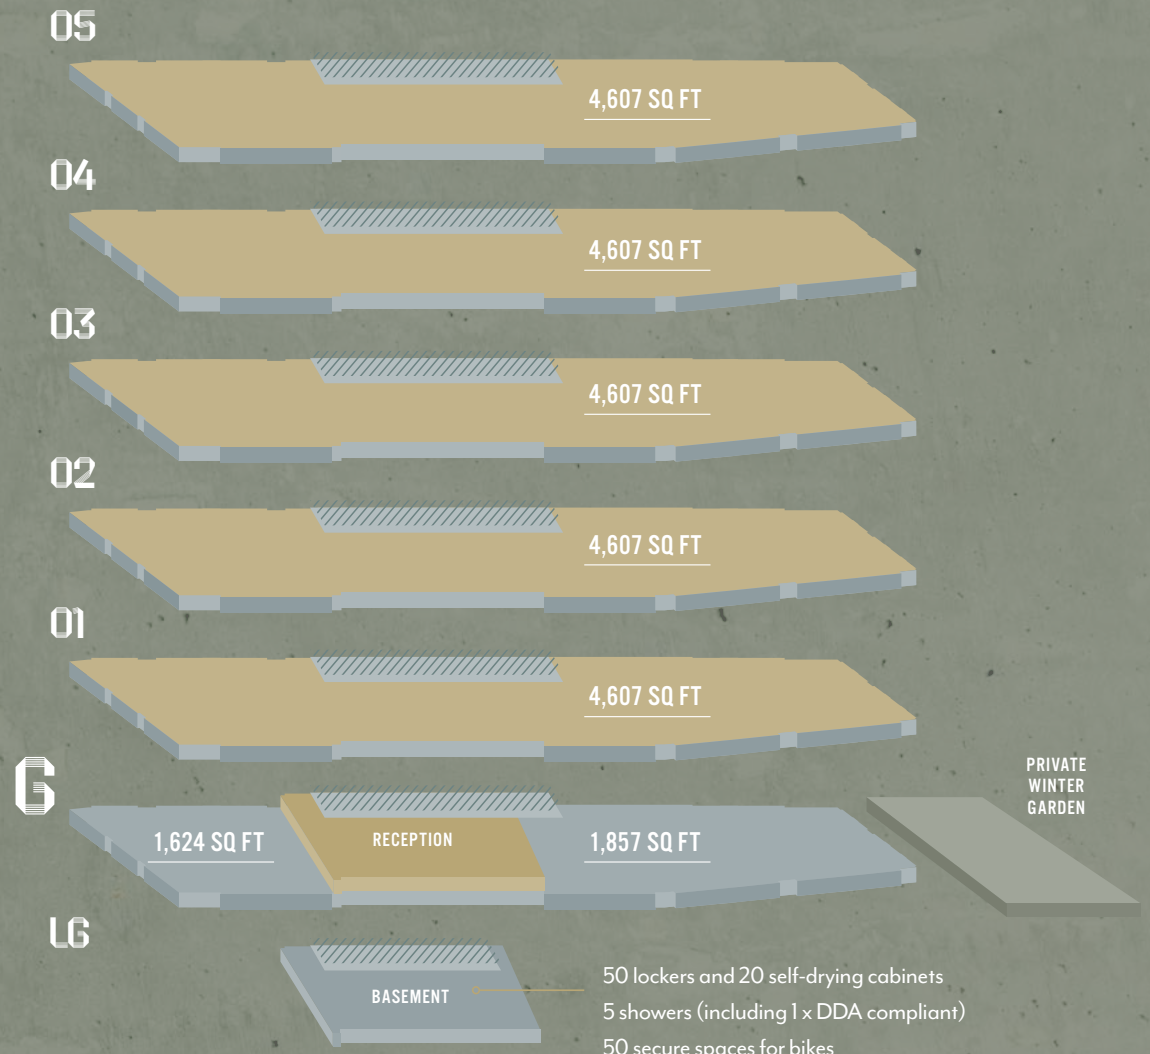 05
4,607 SQ FT
04
4,607 SQ FT
03
4,607 SQ FT
02
4,607 SQ FT
01
4,607 SQ FT
G
PRIVATE
WINTER
GARDEN
1,624 SQ FT
RECEPTION
1,857 SQ FT
LG
BASEMENT
50 lockers and 20 self-drying cabinets
5 showers (including 1 x DDA compliant)
50 secure spaces for bikes